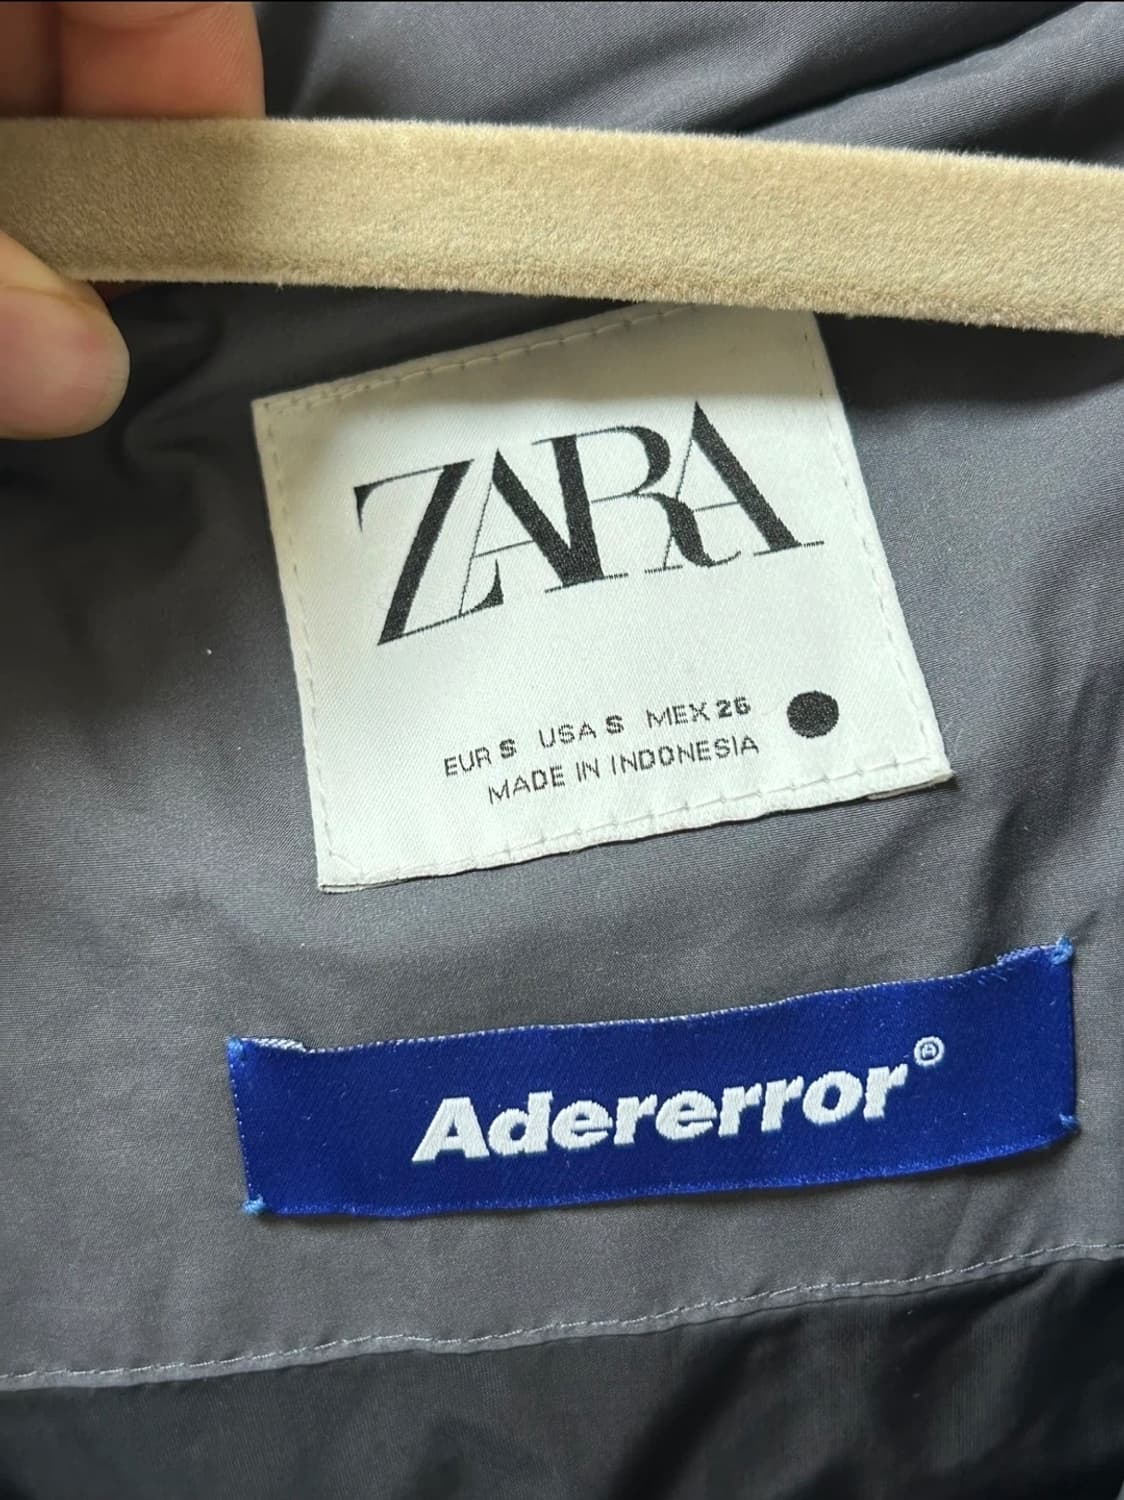 ZARA
EUR S USA S MEX 26
MADE IN INDONESIA
Adererror®